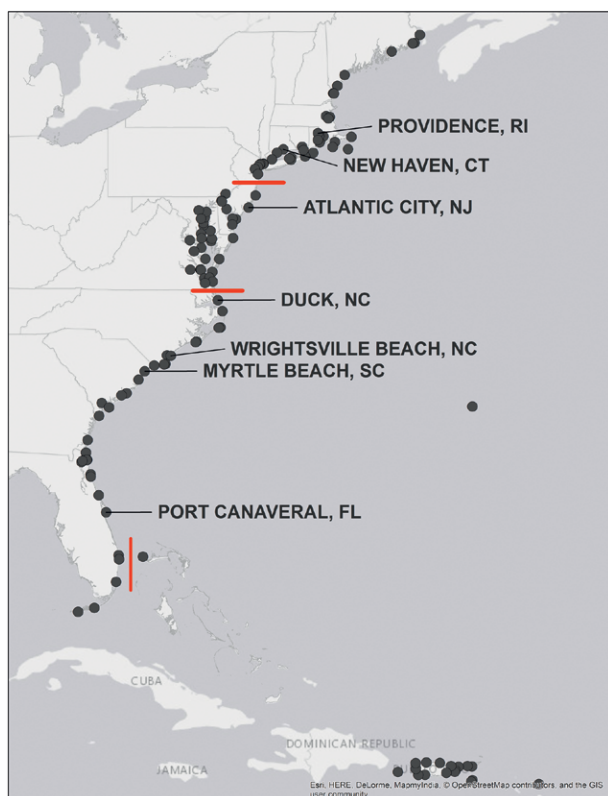 PROVIDENCE, RI
NEW HAVEN, CT
ATLANTIC CITY, NJ
DUCK, NC
WRIGHTSVILLE BEACH, NC
MYRTLE BEACH, SC
PORT CANAVERAL, FL
CUBA
DOMINICAN REPUBLIC
JAMAICA
Esri, HERE, DeLorme, MapmyIndia, © OpenStreetMap contributors, and the GIS
user community